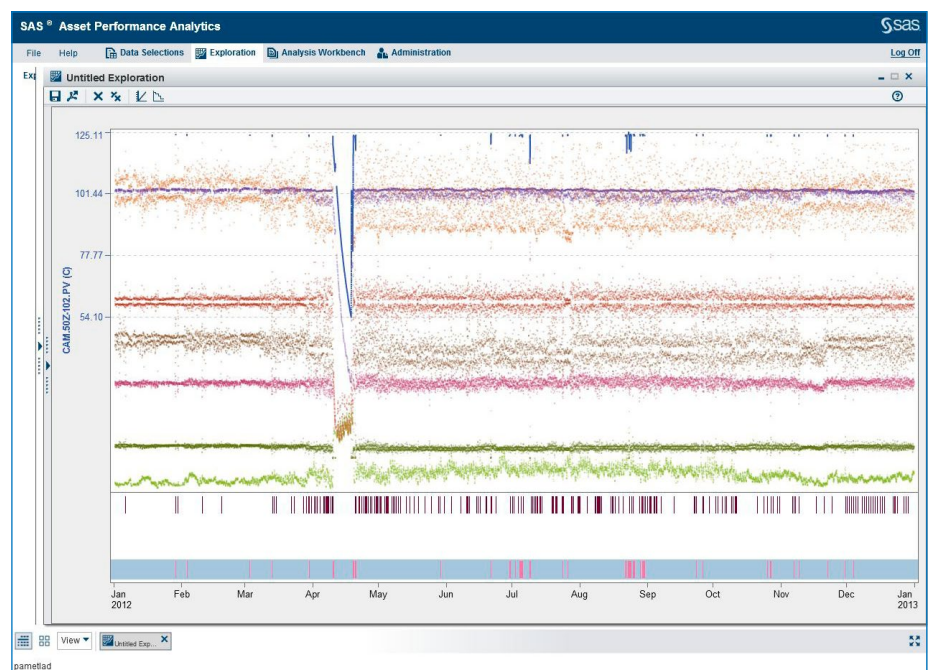 SAS ® Asset Performance Analytics
sas
File Help Data Selections Exploration Analysis Workbench Administration Log Off
Exp
Untitled Exploration
125.11
101.44
77.77
54.10
CAM.50Z-102.PV (C)
Jan Feb Mar Apr May Jun Jul Aug Sep Oct Nov Dec Jan
2012 2013
View Untitled Exp...
pametlad